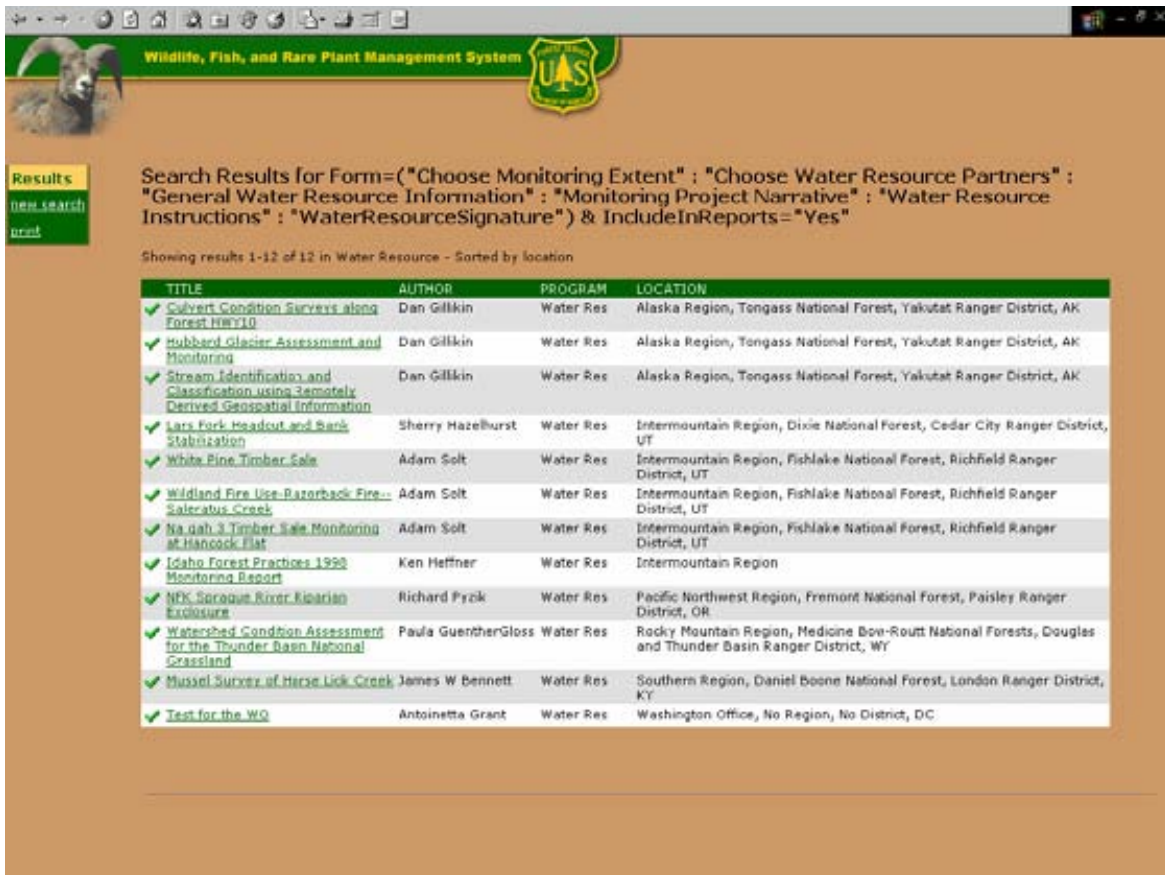 Wildlife, Fish, and Rare Plant Management System
FOREST SERVICE
U S
Results
new search
print
Search Results for Form=("Choose Monitoring Extent" : "Choose Water Resource Partners" :
"General Water Resource Information" : "Monitoring Project Narrative" : "Water Resource
Instructions" : "WaterResourceSignature") & IncludeInReports="Yes"
Showing results 1-12 of 12 in Water Resource - Sorted by location
TITLE AUTHOR PROGRAM LOCATION
Culvert Condition Surveys along Dan Gillikin Water Res Alaska Region, Tongass National Forest, Yakutat Ranger District, AK
Forest HWY10
Hubbard Glacier Assessment and Dan Gillikin Water Res Alaska Region, Tongass National Forest, Yakutat Ranger District, AK
Monitoring
Stream Identification and Dan Gillikin Water Res Alaska Region, Tongass National Forest, Yakutat Ranger District, AK
Classification using Remotely
Derived Geospatial Information
Lars Fork Headcut and Bank Sherry Hazelhurst Water Res Intermountain Region, Dixie National Forest, Cedar City Ranger District,
Stabilization UT
White Pine Timber Sale Adam Solt Water Res Intermountain Region, Fishlake National Forest, Richfield Ranger
District, UT
Wildland Fire Use-Razorback Fire-- Adam Solt Water Res Intermountain Region, Fishlake National Forest, Richfield Ranger
Saleratus Creek District, UT
Na gah 3 Timber Sale Monitoring Adam Solt Water Res Intermountain Region, Fishlake National Forest, Richfield Ranger
at Hancock Flat District, UT
Idaho Forest Practices 1998 Ken Heffner Water Res Intermountain Region
Monitoring Report
NFK Sprague River Riparian Richard Pyzik Water Res Pacific Northwest Region, Fremont National Forest, Paisley Ranger
Exclosure District, OR
Watershed Condition Assessment Paula GuentherGloss Water Res Rocky Mountain Region, Medicine Bow-Routt National Forests, Douglas
for the Thunder Basin National and Thunder Basin Ranger District, WY
Grassland
Mussel Survey of Horse Lick Creek James W Bennett Water Res Southern Region, Daniel Boone National Forest, London Ranger District,
KY
Test for the WO Antoinetta Grant Water Res Washington Office, No Region, No District, DC